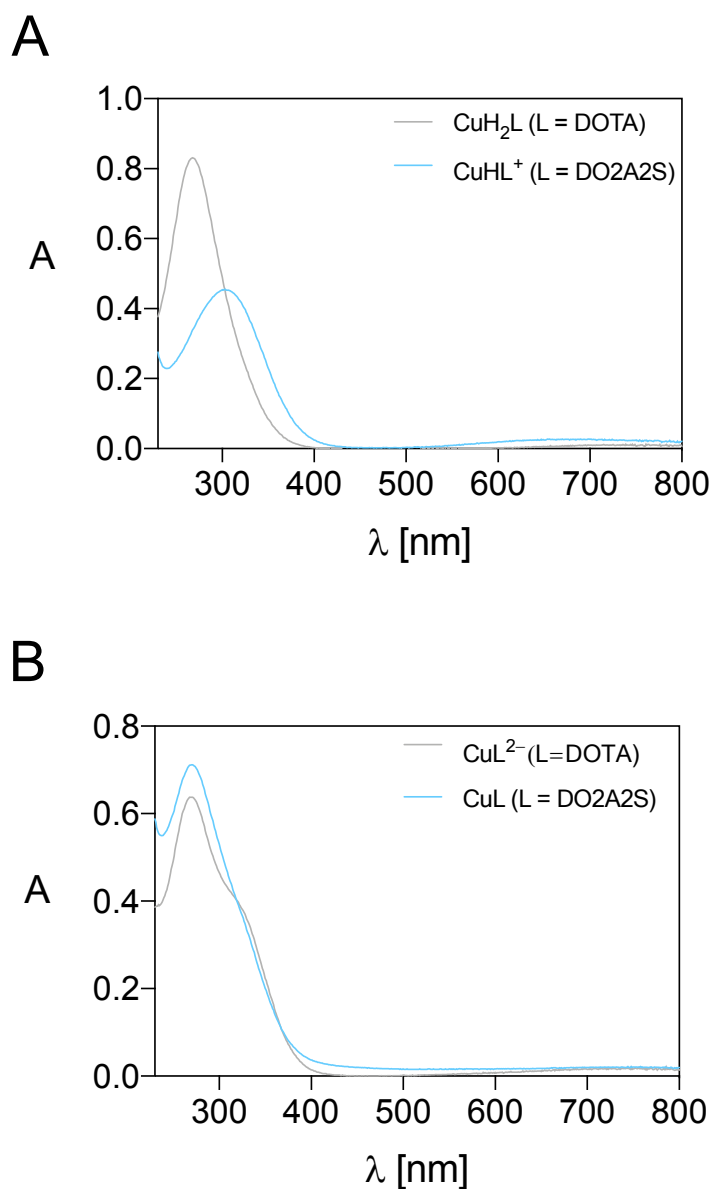 A
1.0
0.8
0.6
0.4
0.2
0.0
A
CuH₂L (L = DOTA)
CuHL⁺ (L = DO2A2S)
300 400 500 600 700 800
λ [nm]
B
0.8
0.6
0.4
0.2
0.0
A
CuL²⁻(L=DOTA)
CuL (L = DO2A2S)
300 400 500 600 700 800
λ [nm]